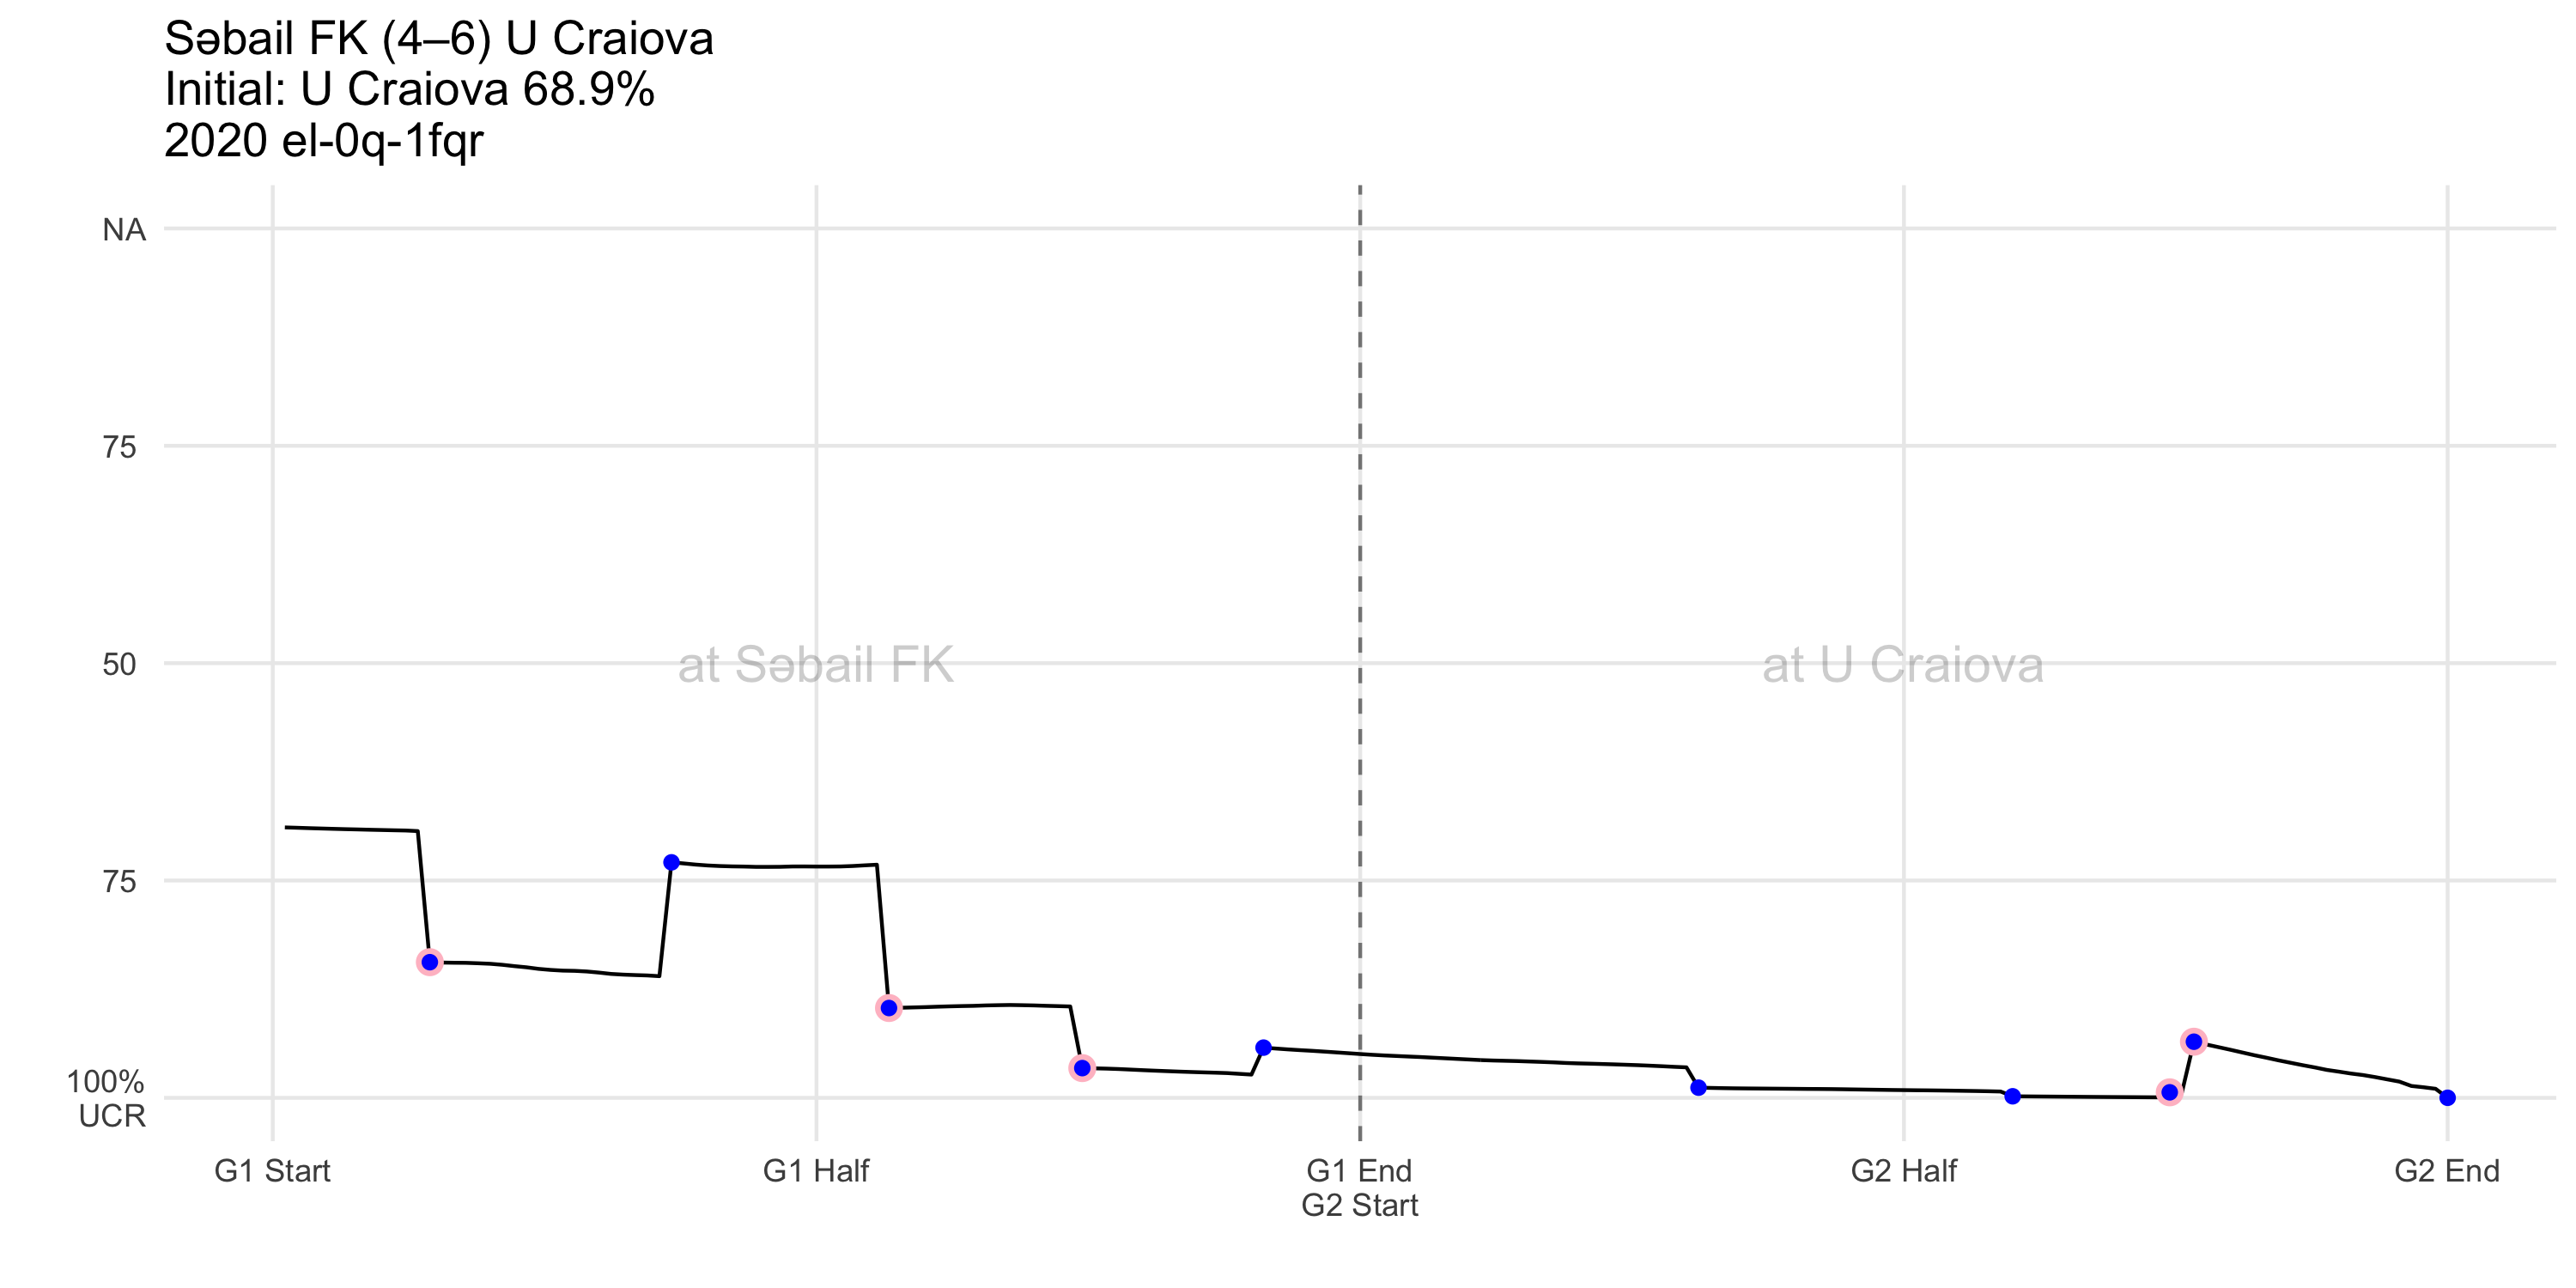 Səbail FK (4–6) U Craiova
Initial: U Craiova 68.9%
2020 el-0q-1fqr
NA
75
50
at Səbail FK
at U Craiova
75
100%
UCR
G1 Start
G1 Half
G1 End
G2 Start
G2 Half
G2 End